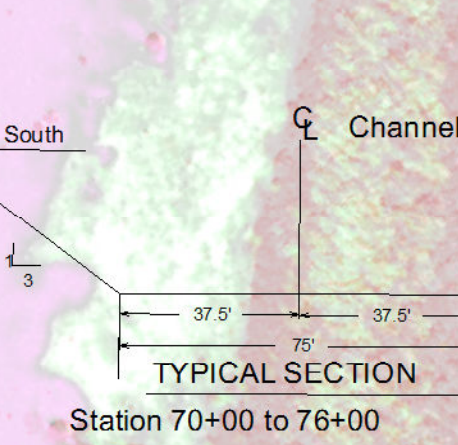 South
℄ Channel
1
3
37.5' 37.5'
75'
TYPICAL SECTION
Station 70+00 to 76+00